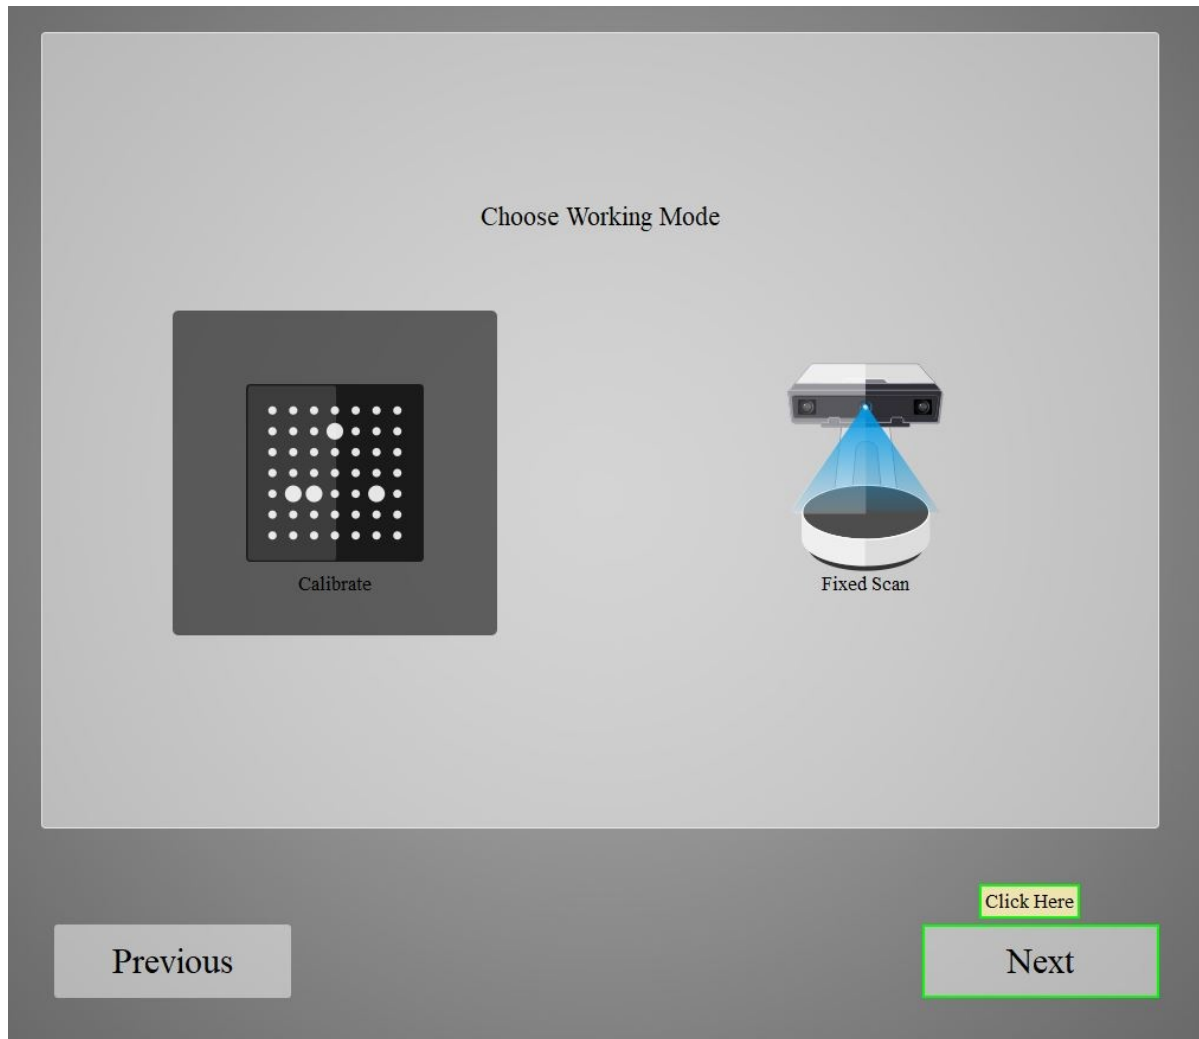 Choose Working Mode
Calibrate
Fixed Scan
Click Here
Previous
Next